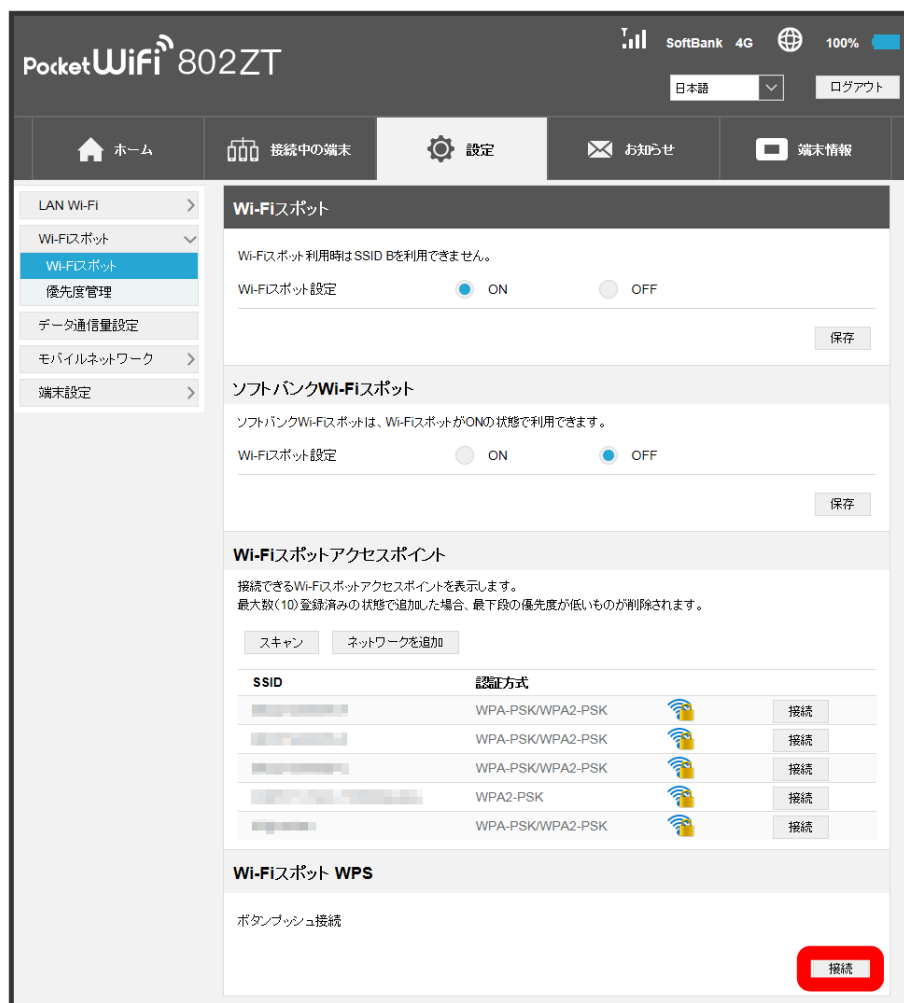 Pocket WiFi 802ZT
SoftBank 4G 100%
日本語 ログアウト
ホーム 接続中の端末 設定 お知らせ 端末情報
LAN Wi-Fi
Wi-Fiスポット
Wi-Fiスポット
優先度管理
データ通信量設定
モバイルネットワーク
端末設定
Wi-Fiスポット
Wi-Fiスポット利用時はSSID Bを利用できません。
Wi-Fiスポット設定 ON OFF
保存
ソフトバンクWi-Fiスポット
ソフトバンクWi-Fiスポットは、Wi-FiスポットがONの状態で利用できます。
Wi-Fiスポット設定 ON OFF
保存
Wi-Fiスポットアクセスポイント
接続できるWi-Fiスポットアクセスポイントを表示します。
最大数(10)登録済みの状態で追加した場合、最下段の優先度が低いものが削除されます。
スキャン ネットワークを追加
SSID 認証方式
WPA-PSK/WPA2-PSK 接続
WPA-PSK/WPA2-PSK 接続
WPA-PSK/WPA2-PSK 接続
WPA2-PSK 接続
WPA-PSK/WPA2-PSK 接続
Wi-Fiスポット WPS
ボタンプッシュ接続
接続